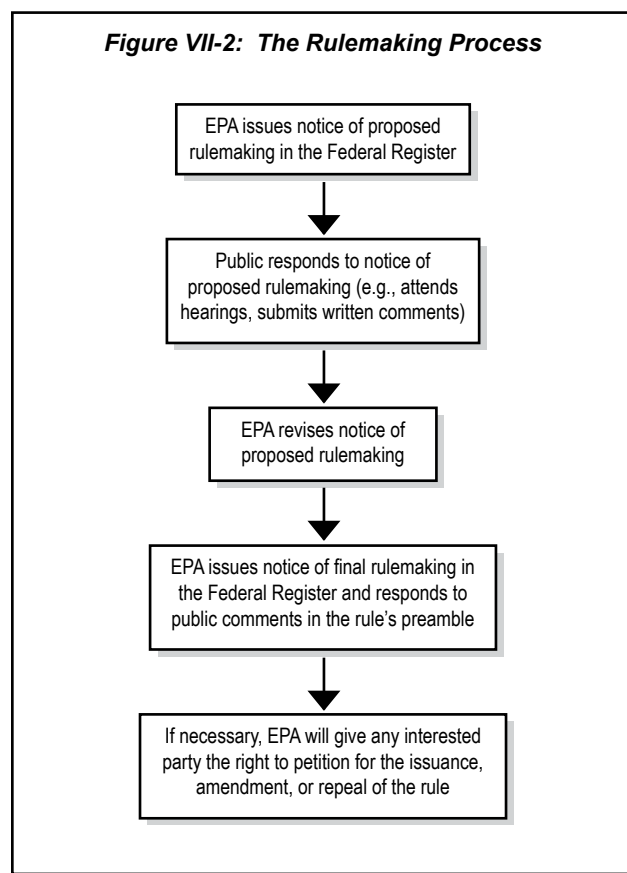 Figure VII-2:  The Rulemaking Process
EPA issues notice of proposed
rulemaking in the Federal Register
Public responds to notice of
proposed rulemaking (e.g., attends
hearings, submits written comments)
EPA revises notice of
proposed rulemaking
EPA issues notice of final rulemaking in
the Federal Register and responds to
public comments in the rule’s preamble
If necessary, EPA will give any interested
party the right to petition for the issuance,
amendment, or repeal of the rule